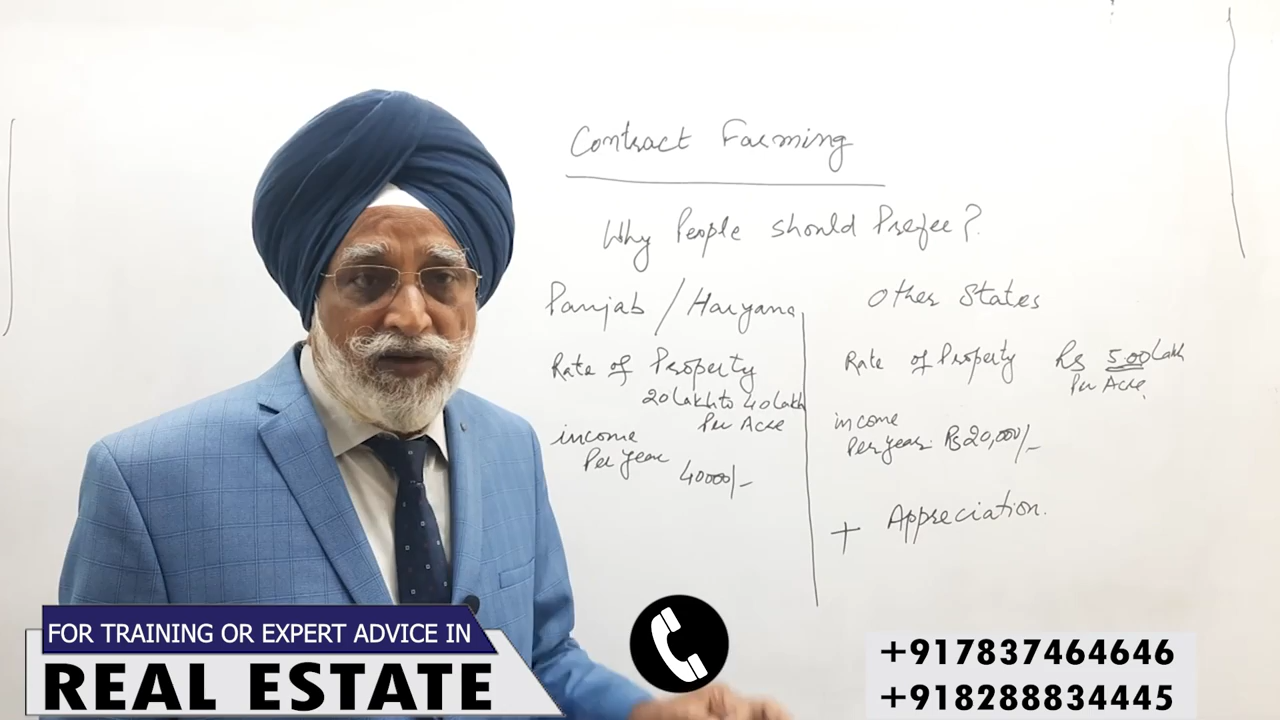 Contract Farming
Why People should Prefee?
Panjab / Haryana
Rate of Property
20 Lakh to 40 Lakh
Per Acre
income
Per Year
40000/-
Other States
Rate of Property Rs 5.00 Lakh
Per Acre
income
Per year. Rs 20,000/-
+ Appreciation.
FOR TRAINING OR EXPERT ADVICE IN
REAL ESTATE
+917837464646
+918288834445